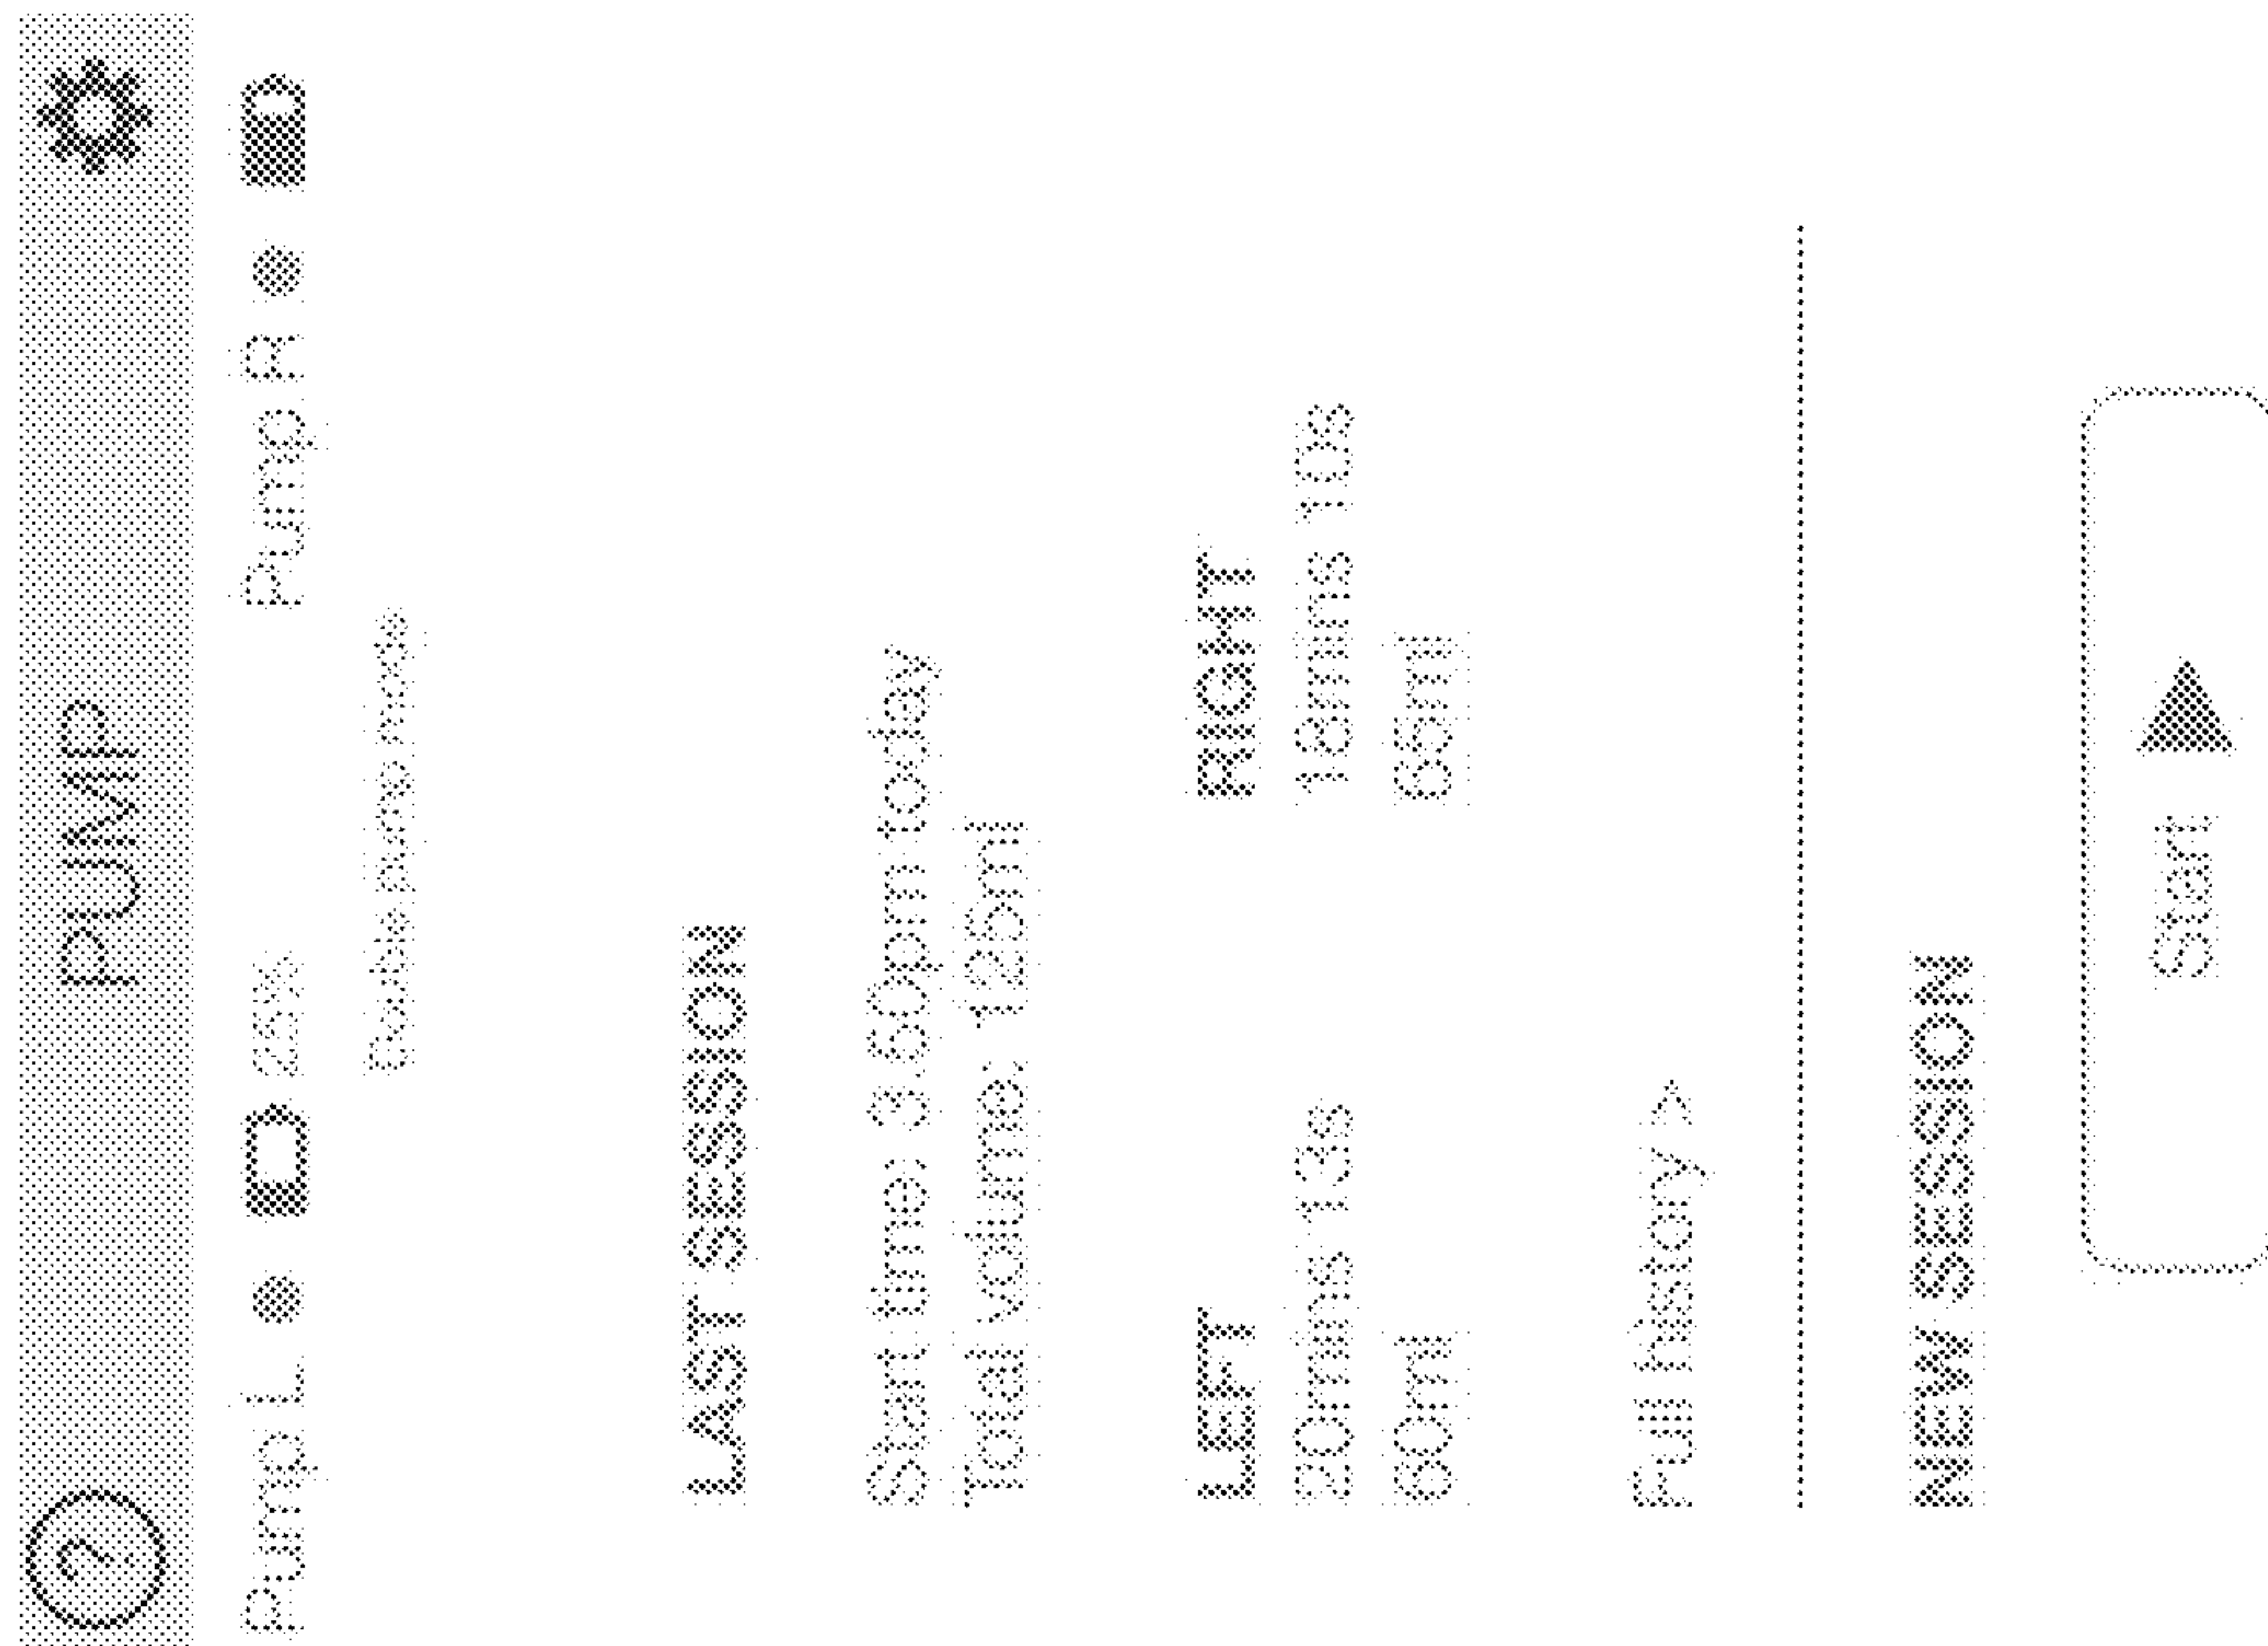 ?
PUMP
Pump L Pump R
LAST SESSION
Start time: 3.50pm today
Total volume: 125ml
LEFT RIGHT
20mins 13s 18mins 10s
60ml 65ml
Full history >
NEW SESSION
Start